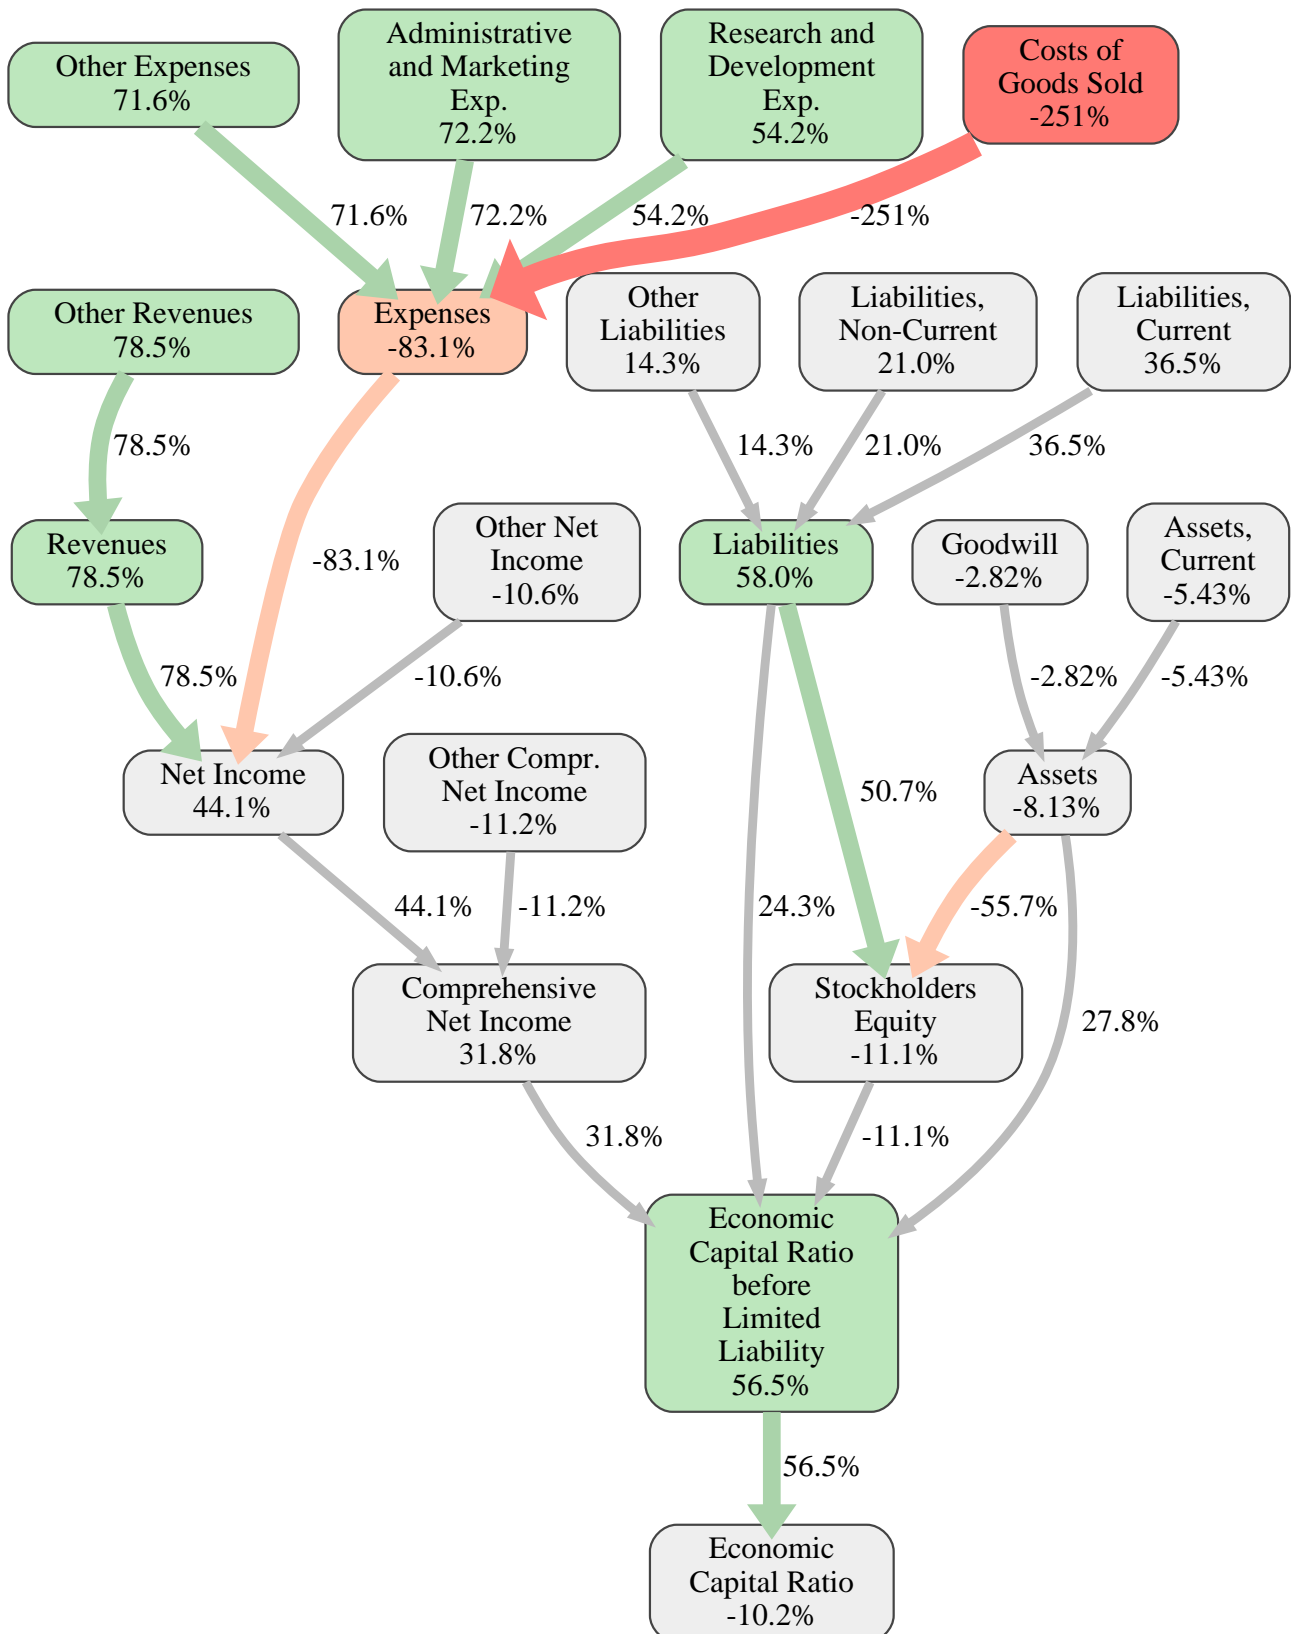 Other Expenses
71.6%
Administrative
and Marketing
Exp.
72.2%
Research and
Development
Exp.
54.2%
Costs of
Goods Sold
-251%
71.6%
72.2%
54.2%
-251%
Other Revenues
78.5%
Expenses
-83.1%
Other
Liabilities
14.3%
Liabilities,
Non-Current
21.0%
Liabilities,
Current
36.5%
78.5%
14.3%
21.0%
36.5%
Revenues
78.5%
-83.1%
Other Net
Income
-10.6%
Liabilities
58.0%
Goodwill
-2.82%
Assets,
Current
-5.43%
78.5%
-10.6%
-2.82%
-5.43%
Net Income
44.1%
Other Compr.
Net Income
-11.2%
50.7%
Assets
-8.13%
44.1%
-11.2%
24.3%
-55.7%
Comprehensive
Net Income
31.8%
Stockholders
Equity
-11.1%
27.8%
31.8%
-11.1%
Economic
Capital Ratio
before
Limited
Liability
56.5%
56.5%
Economic
Capital Ratio
-10.2%